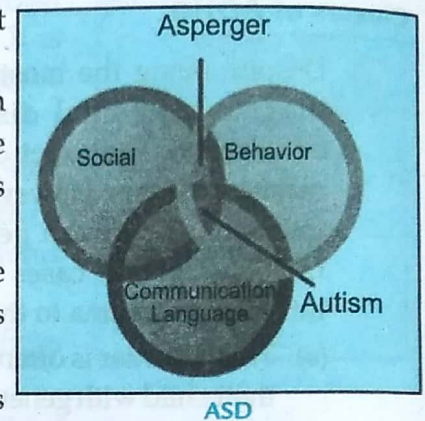 Asperger
Social
Behavior
Communication
Language
Autism
ASD